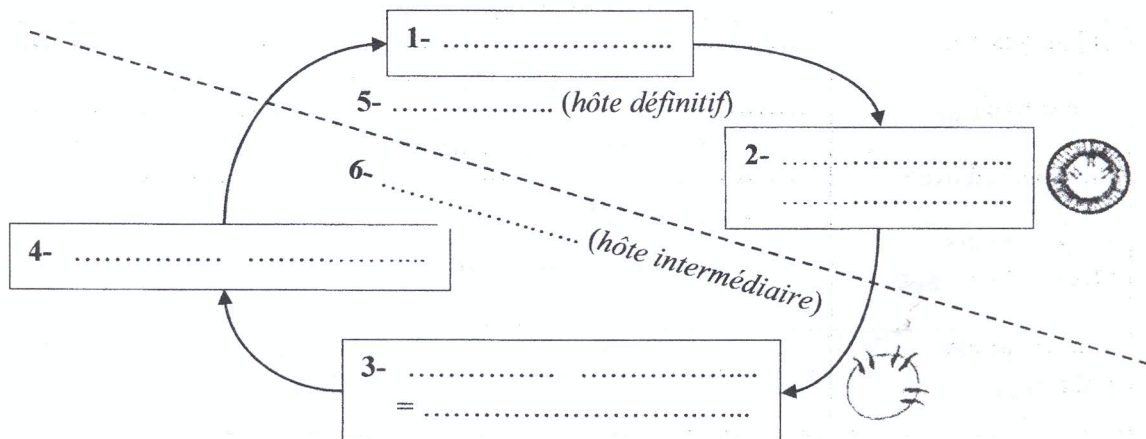 1- ..........................
5- ................... (hôte définitif)
2- ..........................
..........................
6- .......................... (hôte intermédiaire)
4- ................. .....................
3- ................. .....................
= .....................................